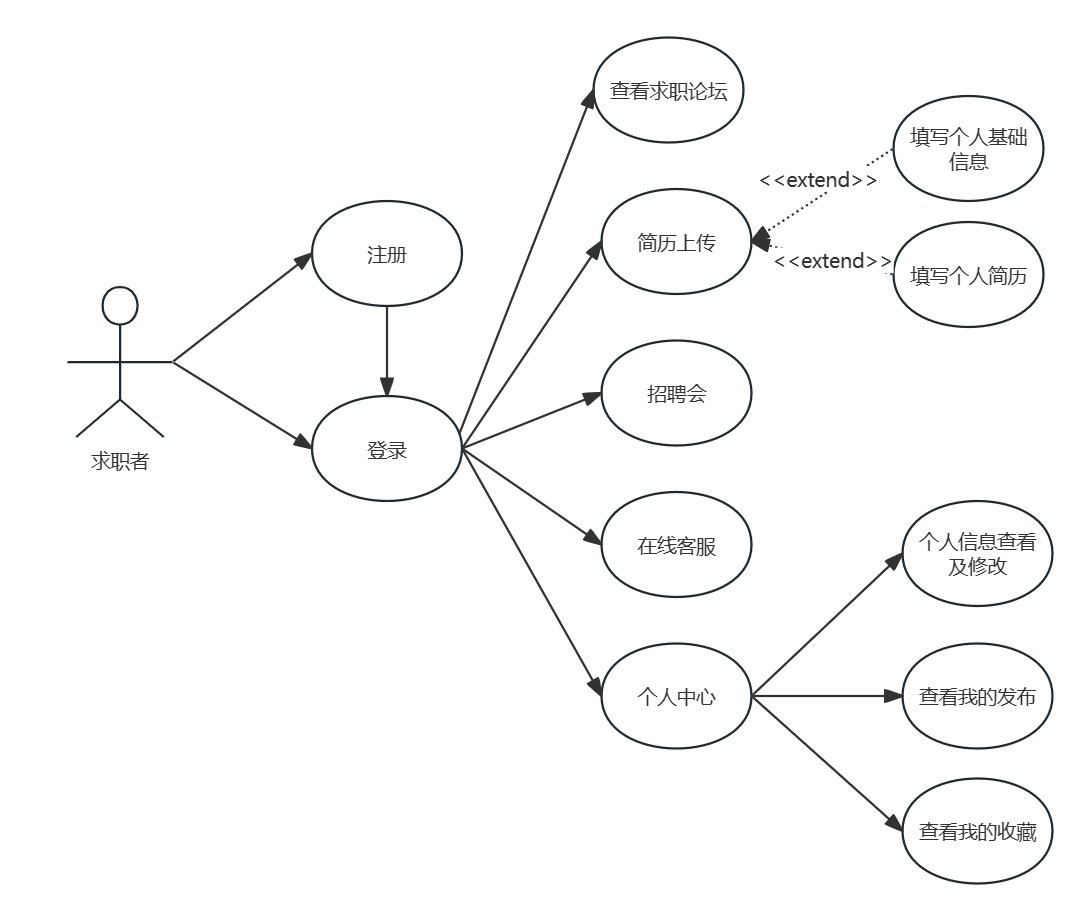 查看求职论坛
填写个人基础
信息
<<extend>>
注册
简历上传
<<extend>>
填写个人简历
招聘会
求职者
登录
在线客服
个人信息查看
及修改
个人中心
查看我的发布
查看我的收藏